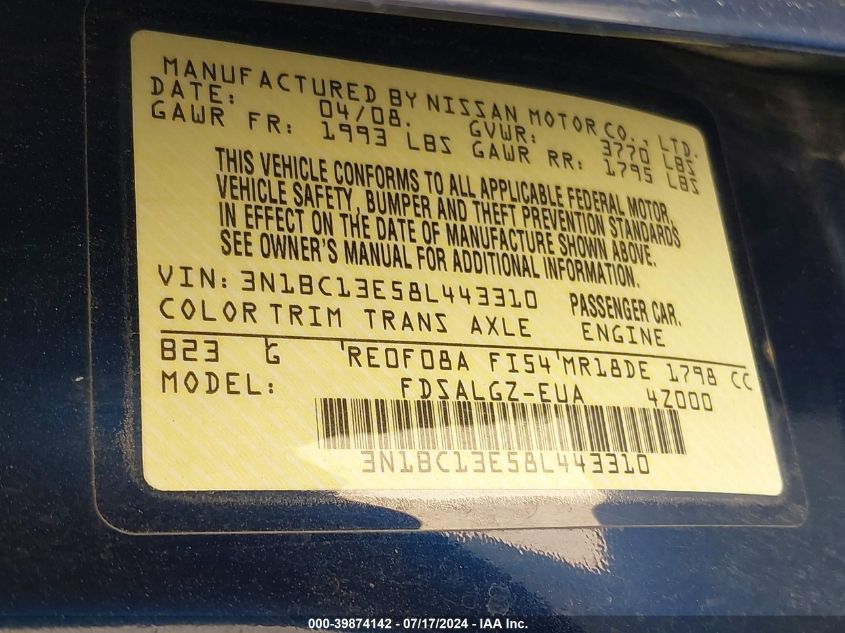 MANUFACTURED BY NISSAN MOTOR CO., LTD.
DATE: 04/08. GVWR: 3770 LBS
GAWR FR: 1993 LBS GAWR RR: 1795 LBS
THIS VEHICLE CONFORMS TO ALL APPLICABLE FEDERAL MOTOR
VEHICLE SAFETY, BUMPER AND THEFT PREVENTION STANDARDS
IN EFFECT ON THE DATE OF MANUFACTURE SHOWN ABOVE.
SEE OWNER'S MANUAL FOR ADDITIONAL INFORMATION.
VIN: 3N1BC13E58L443310 PASSENGER CAR.
COLOR TRIM TRANS AXLE ENGINE
B23 G RE0F08A FI54 MR18DE 1798 CC
MODEL: FDSALGZ-EUA 4Z000
3N1BC13E58L443310
000-39874142 - 07/17/2024 - IAA Inc.